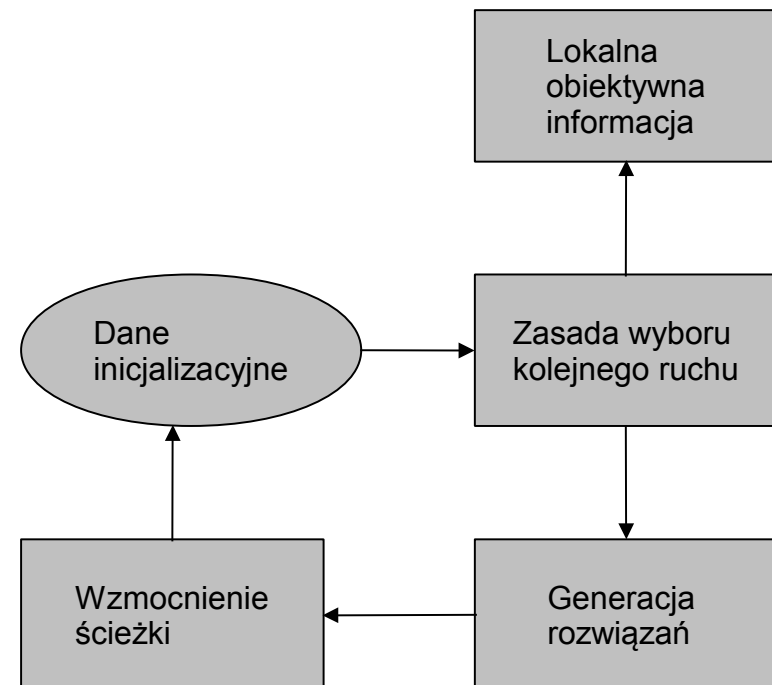 Lokalna
obiektywna
informacja
Dane
inicjalizacyjne
Zasada wyboru
kolejnego ruchu
Wzmocnienie
ścieżki
Generacja
rozwiązań